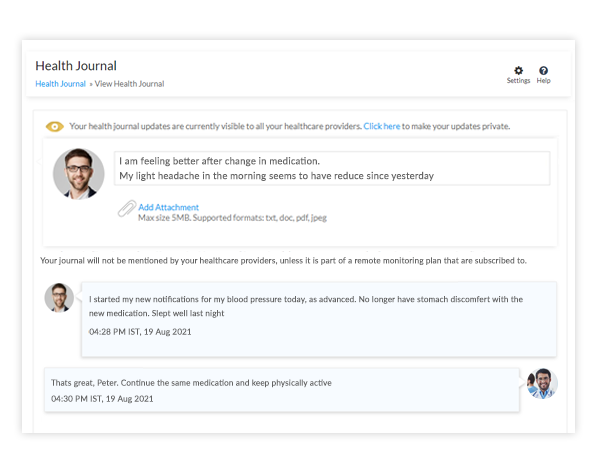 Health Journal
Health Journal » View Health Journal
Settings
Help
Your health journal updates are currently visible to all your healthcare providers. Click here to make your updates private.
I am feeling better after change in medication.
My light headache in the morning seems to have reduce since yesterday
Add Attachment
Max size 5MB. Supported formats: txt, doc, pdf, jpeg
Your journal will not be mentioned by your healthcare providers, unless it is part of a remote monitoring plan that are subscribed to.
I started my new notifications for my blood pressure today, as advanced. No longer have stomach discomfert with the
new medication. Slept well last night
04:28 PM IST, 19 Aug 2021
Thats great, Peter. Continue the same medication and keep physically active
04:30 PM IST, 19 Aug 2021